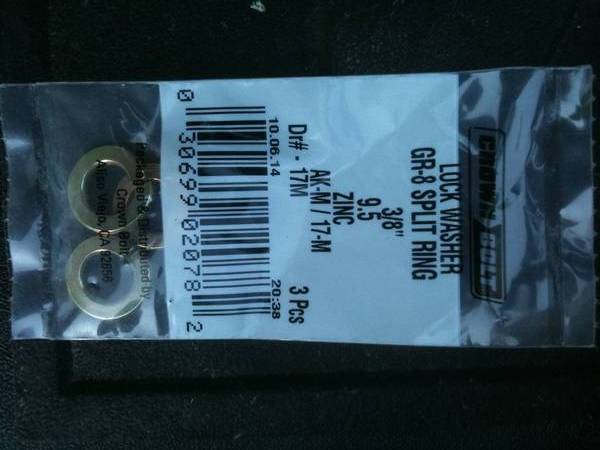 CROWN BOLT
LOCK WASHER
GR-8 SPLIT RING
3/8"
9.5
ZINC
AK-M / 17-M
Dr# - 17M 3 Pcs
10.06.14 20:38
0 30699 02078 2
Packaged & Distributed by
Crown Bolt
Aliso Viejo, CA 92656